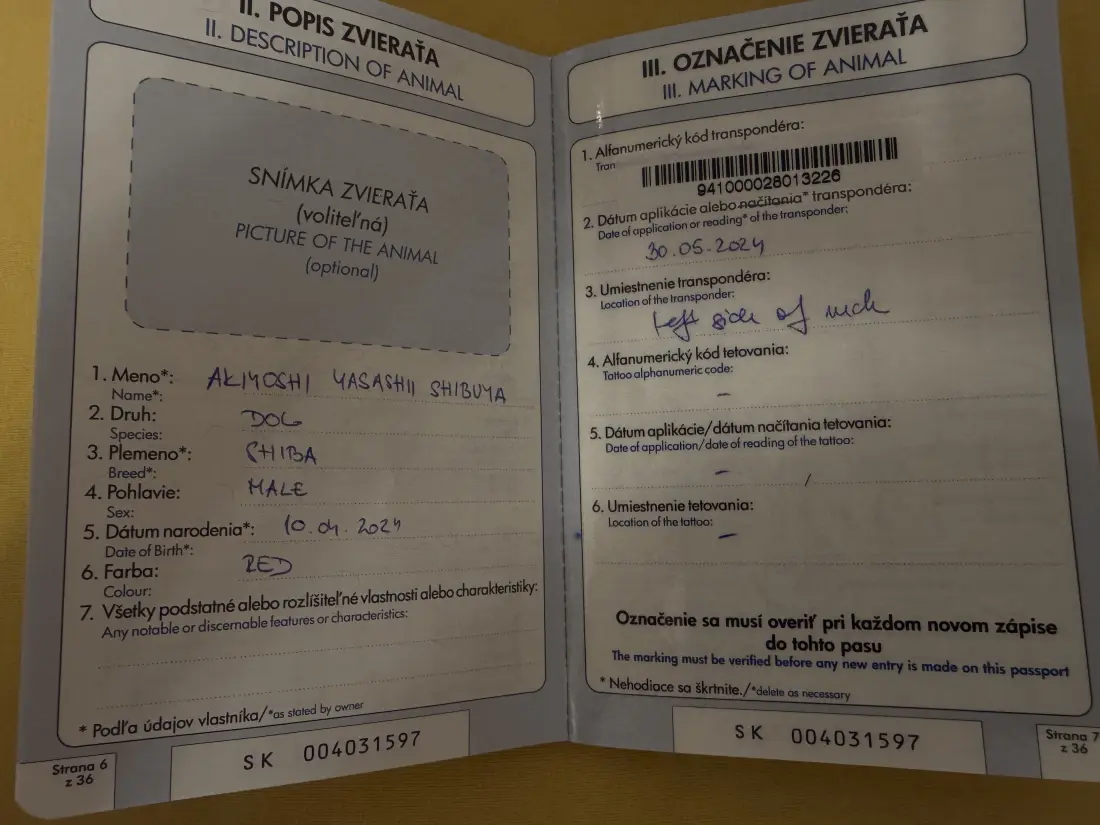 II. POPIS ZVIERAŤA
II. DESCRIPTION OF ANIMAL
SNÍMKA ZVIERAŤA
(voliteľná)
PICTURE OF THE ANIMAL
(optional)
1. Meno*: AKIYOSHI YASASHII SHIBUYA
Name*:
2. Druh: DOG
Species:
3. Plemeno*: SHIBA
Breed*:
4. Pohlavie: MALE
Sex:
5. Dátum narodenia*: 10.04.2024
Date of Birth*:
6. Farba: RED
Colour:
7. Všetky podstatné alebo rozlíšiteľné vlastnosti alebo charakteristiky:
Any notable or discernable features or characteristics:
* Podľa údajov vlastníka/*as stated by owner
Strana 6
z 36
SK 004031597
III. OZNAČENIE ZVIERAŤA
III. MARKING OF ANIMAL
1. Alfanumerický kód transpondéra:
Tran
941000028013226
2. Dátum aplikácie alebo načítania* transpondéra:
Date of application or reading* of the transponder:
30.05.2024
3. Umiestnenie transpondéra:
Location of the transponder:
left side of neck
4. Alfanumerický kód tetovania:
Tattoo alphanumeric code:
–
5. Dátum aplikácie/dátum načítania tetovania:
Date of application/date of reading of the tattoo:
– /
6. Umiestnenie tetovania:
Location of the tattoo:
–
Označenie sa musí overiť pri každom novom zápise
do tohto pasu
The marking must be verified before any new entry is made on this passport
* Nehodiace sa škrtnite./*delete as necessary
SK 004031597
Strana 7
z 36